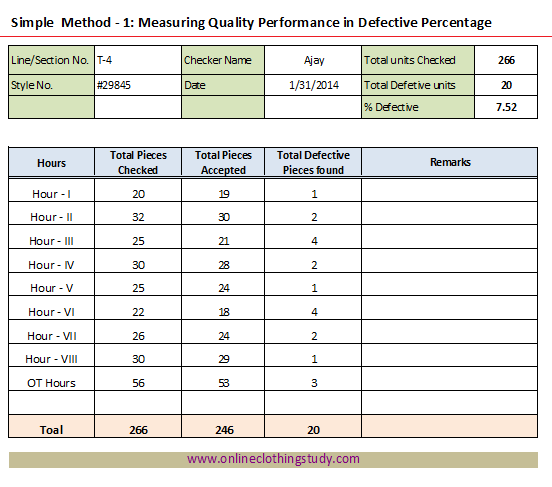 Simple Method - 1: Measuring Quality Performance in Defective Percentage
Line/Section No. T-4 Checker Name Ajay Total units Checked 266
Style No. #29845 Date 1/31/2014 Total Defetive units 20
% Defective 7.52
Hours Total Pieces Checked Total Pieces Accepted Total Defective Pieces found Remarks
Hour - I 20 19 1
Hour - II 32 30 2
Hour - III 25 21 4
Hour - IV 30 28 2
Hour - V 25 24 1
Hour - VI 22 18 4
Hour - VII 26 24 2
Hour - VIII 30 29 1
OT Hours 56 53 3
Toal 266 246 20
www.onlineclothingstudy.com